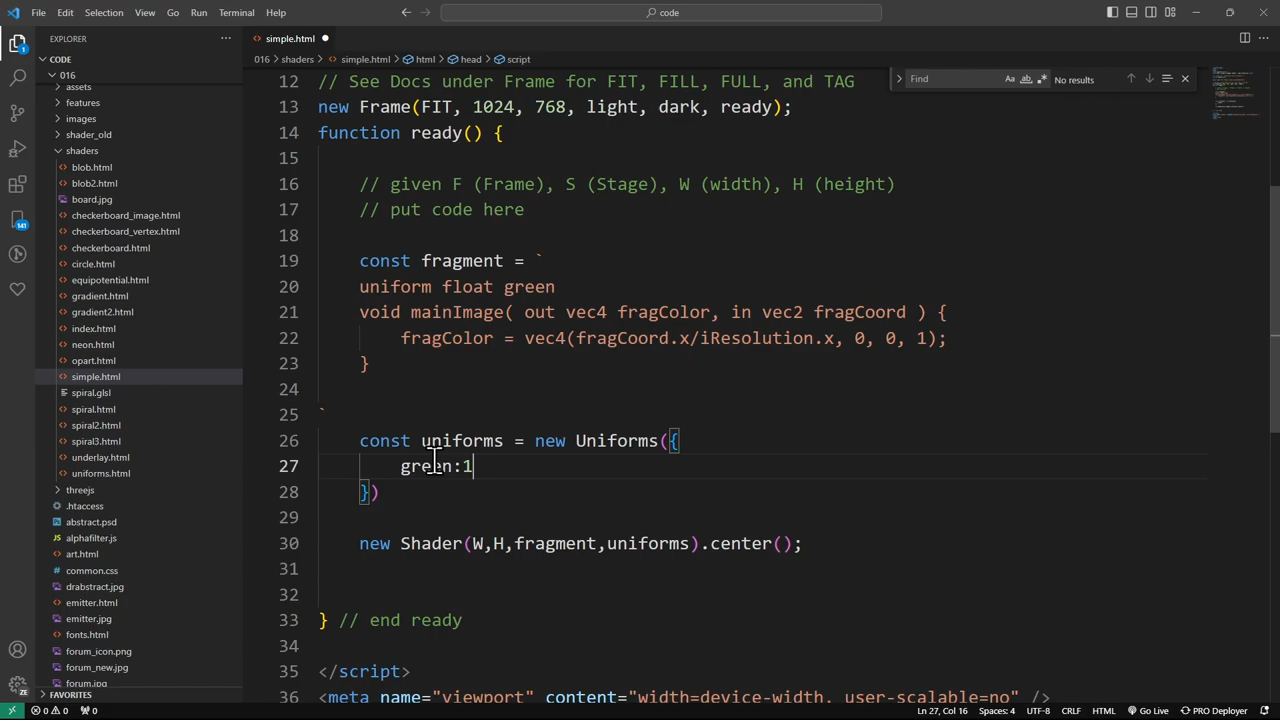 File Edit Selection View Go Run Terminal Help
code
EXPLORER
CODE
016
assets
features
images
shader_old
shaders
blob.html
blob2.html
board.jpg
checkerboard_image.html
checkerboard_vertex.html
checkerboard.html
circle.html
equipotential.html
gradient.html
gradient2.html
index.html
neon.html
opart.html
simple.html
spiral.glsl
spiral.html
spiral2.html
spiral3.html
underlay.html
uniforms.html
threejs
.htaccess
abstract.psd
alphafilter.js
art.html
common.css
drabstract.jpg
emitter.html
emitter.jpg
fonts.html
forum_icon.png
forum_new.jpg
forum.jpg
FAVORITES
1
141
ZE
simple.html
016 > shaders > simple.html > html > head > script
Find
Aa ab .*
No results
12 // See Docs under Frame for FIT, FILL, FULL, and TAG
13 new Frame(FIT, 1024, 768, light, dark, ready);
14 function ready() {
15
16 // given F (Frame), S (Stage), W (width), H (height)
17 // put code here
18
19 const fragment = `
20 uniform float green
21 void mainImage( out vec4 fragColor, in vec2 fragCoord ) {
22 fragColor = vec4(fragCoord.x/iResolution.x, 0, 0, 1);
23 }
24
25 `
26 const uniforms = new Uniforms({
27 green:1
28 })
29
30 new Shader(W,H,fragment,uniforms).center();
31
32
33 } // end ready
34
35 </script>
36 <meta name="viewport" content="width=device-width, user-scalable=no" />
0 0 0 Ln 27, Col 16 Spaces: 4 UTF-8 CRLF HTML Go Live PRO Deployer